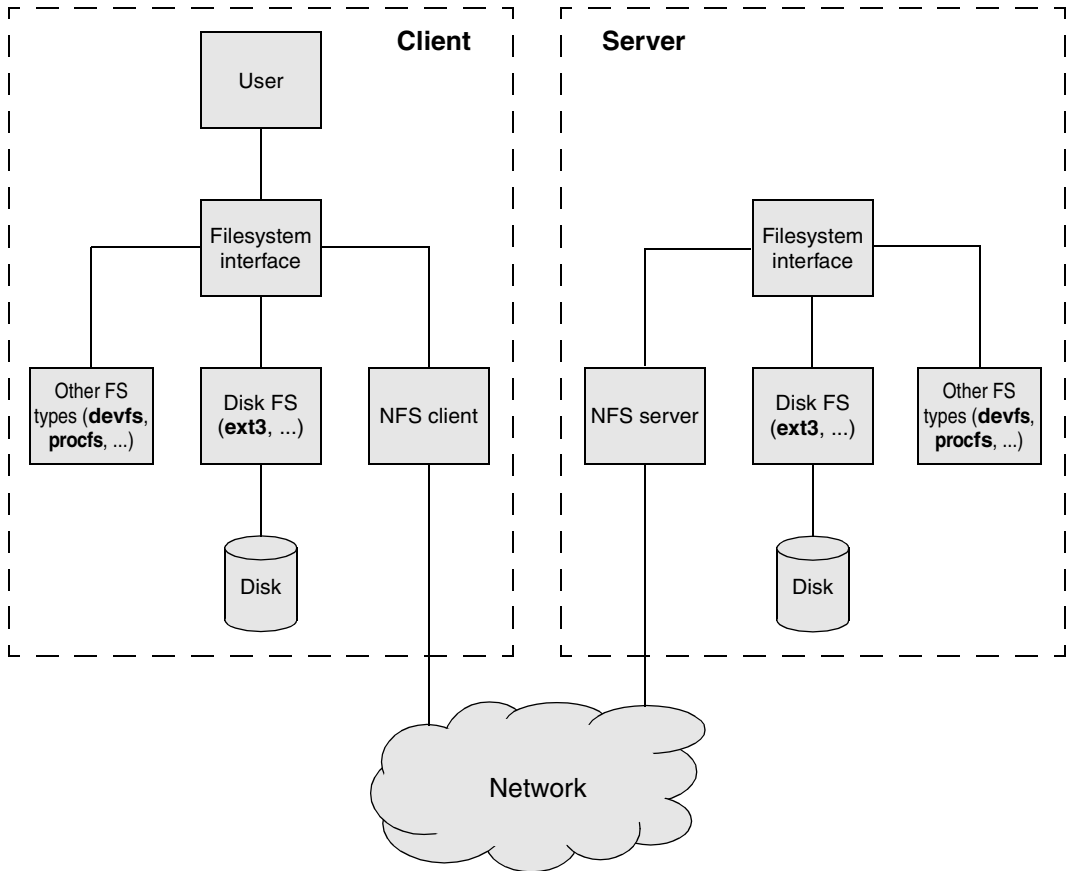 Client
User
Filesystem
interface
Other FS
types (devfs,
procfs, ...)
Disk FS
(ext3, ...)
NFS client
Disk
Server
Filesystem
interface
NFS server
Disk FS
(ext3, ...)
Other FS
types (devfs,
procfs, ...)
Disk
Network